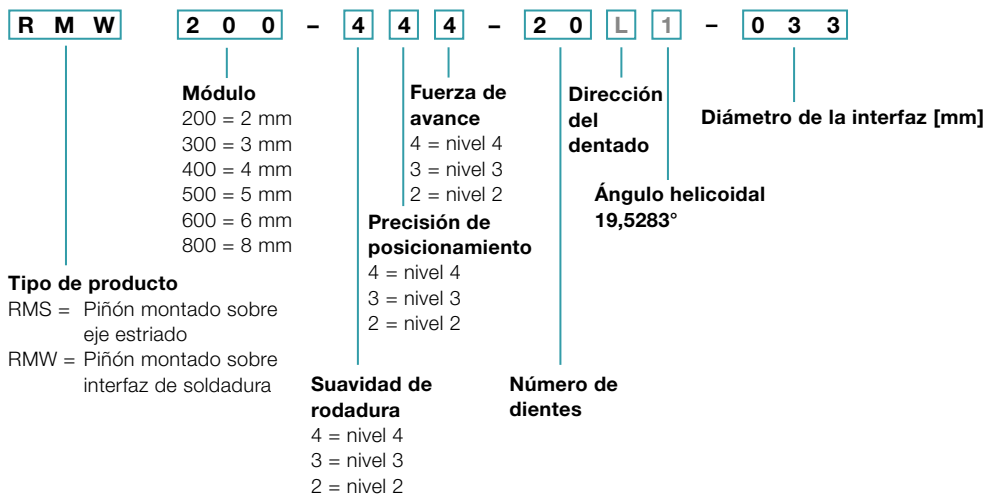 R M W 2 0 0 – 4 4 4 – 2 0 L 1 – 0 3 3
Módulo
200 = 2 mm
300 = 3 mm
400 = 4 mm
500 = 5 mm
600 = 6 mm
800 = 8 mm
Fuerza de
avance
4 = nivel 4
3 = nivel 3
2 = nivel 2
Dirección
del
dentado
Diámetro de la interfaz [mm]
Ángulo helicoidal
19,5283°
Precisión de
posicionamiento
4 = nivel 4
3 = nivel 3
2 = nivel 2
Tipo de producto
RMS = Piñón montado sobre
eje estriado
RMW = Piñón montado sobre
interfaz de soldadura
Suavidad de
rodadura
4 = nivel 4
3 = nivel 3
2 = nivel 2
Número de
dientes